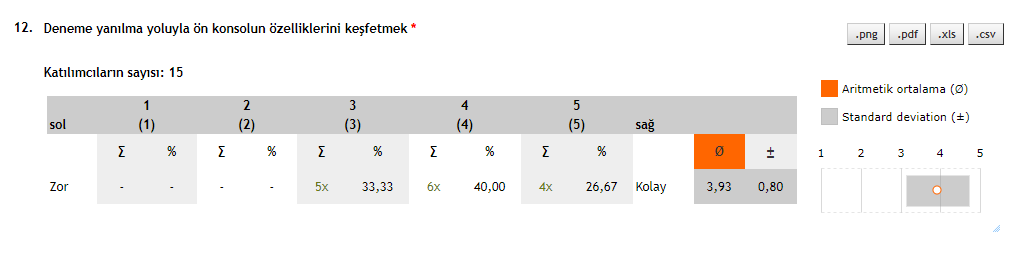 12. Deneme yanılma yoluyla ön konsolun özelliklerini keşfetmek *
.png .pdf .xls .csv
Katılımcıların sayısı: 15
Aritmetik ortalama (Ø)
Standard deviation (±)
1 2 3 4 5
sol (1) (2) (3) (4) (5) sağ
Σ % Σ % Σ % Σ % Σ % Ø ±
1 2 3 4 5
Zor - - - - 5x 33,33 6x 40,00 4x 26,67 Kolay 3,93 0,80